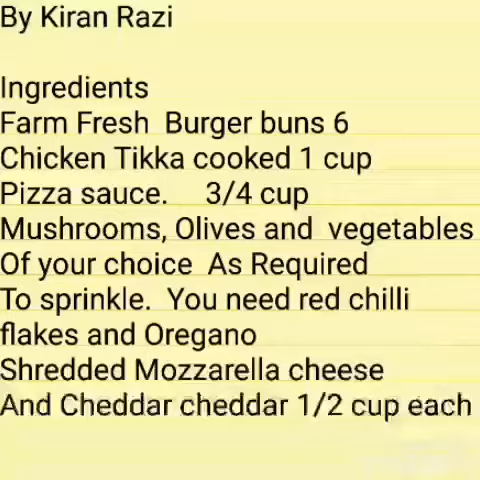 By Kiran Razi
Ingredients
Farm Fresh  Burger buns 6
Chicken Tikka cooked 1 cup
Pizza sauce.    3/4 cup
Mushrooms, Olives and  vegetables
Of your choice  As Required
To sprinkle.  You need red chilli
flakes and Oregano
Shredded Mozzarella cheese
And Cheddar cheddar 1/2 cup each